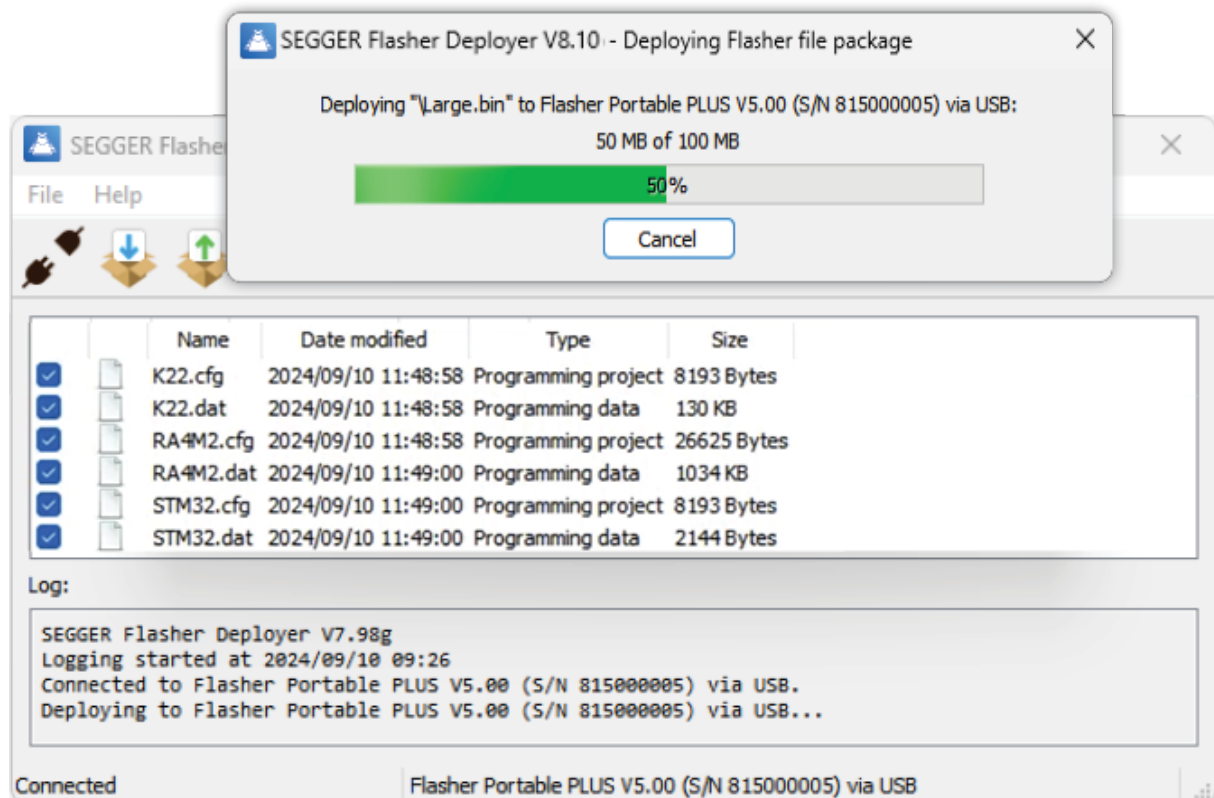 SEGGER Flasher Deployer V8.10 - Deploying Flasher file package
Deploying "\Large.bin" to Flasher Portable PLUS V5.00 (S/N 815000005) via USB:
50 MB of 100 MB
50%
Cancel
SEGGER Flashe
File Help
Name Date modified Type Size
K22.cfg 2024/09/10 11:48:58 Programming project 8193 Bytes
K22.dat 2024/09/10 11:48:58 Programming data 130 KB
RA4M2.cfg 2024/09/10 11:48:58 Programming project 26625 Bytes
RA4M2.dat 2024/09/10 11:49:00 Programming data 1034 KB
STM32.cfg 2024/09/10 11:49:00 Programming project 8193 Bytes
STM32.dat 2024/09/10 11:49:00 Programming data 2144 Bytes
Log:
SEGGER Flasher Deployer V7.98g
Logging started at 2024/09/10 09:26
Connected to Flasher Portable PLUS V5.00 (S/N 815000005) via USB.
Deploying to Flasher Portable PLUS V5.00 (S/N 815000005) via USB...
Connected Flasher Portable PLUS V5.00 (S/N 815000005) via USB